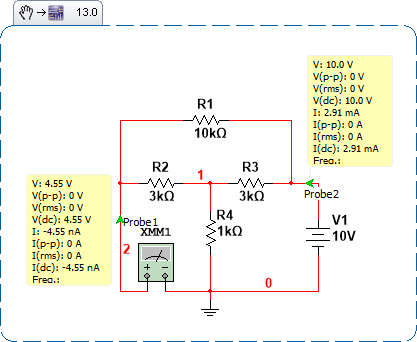 13.0
R1
10kΩ
R2
3kΩ
1
R3
3kΩ
R4
1kΩ
V: 10.0 V
V(p-p): 0 V
V(rms): 0 V
V(dc): 10.0 V
I: 2.91 mA
I(p-p): 0 A
I(rms): 0 A
I(dc): 2.91 mA
Freq.:
Probe2
V1
10V
V: 4.55 V
V(p-p): 0 V
V(rms): 0 V
V(dc): 4.55 V
I: -4.55 nA
I(p-p): 0 A
I(rms): 0 A
I(dc): -4.55 nA
Freq.:
Probe1
2
XMM1
+ -
0